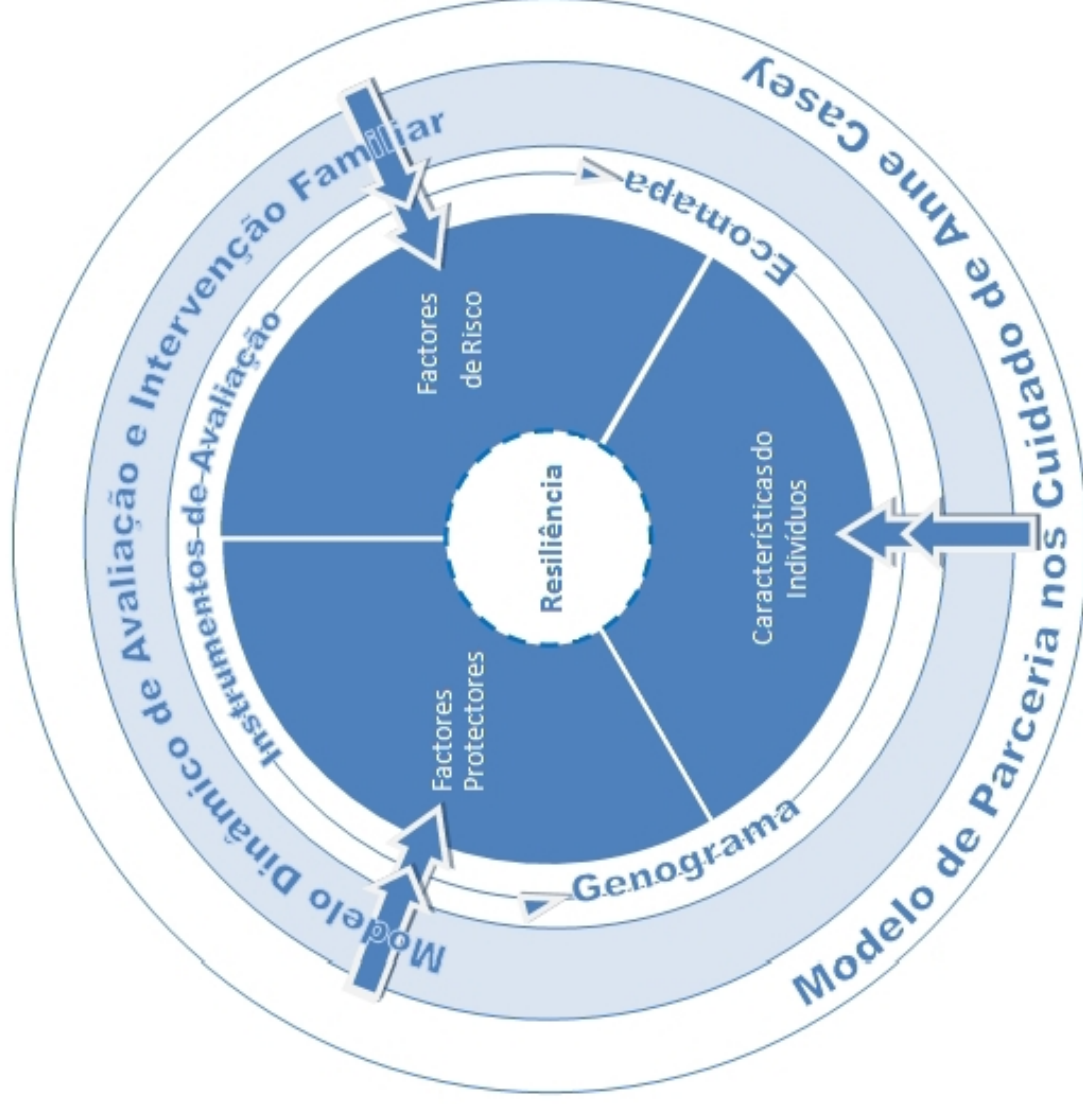 Modelo de Parceria nos Cuidado de Anne Casey
Modelo Dinâmico de Avaliação e Intervenção Familiar
Instrumentos de Avaliação
Genograma
Ecomapa
Factores
Protectores
Factores
de Risco
Características do
Indivíduos
Resiliência